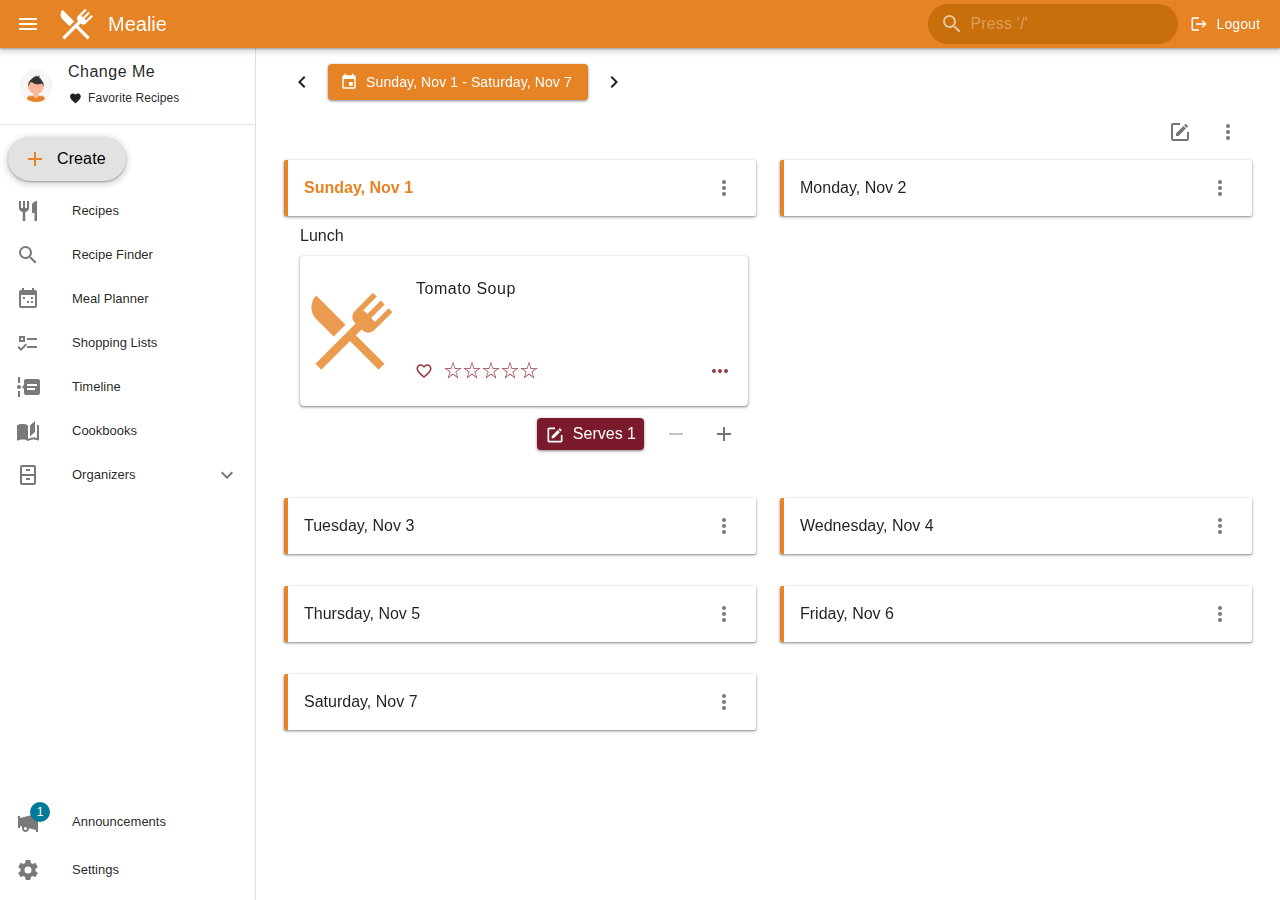 Mealie
Press '/'
Logout
Change Me
Favorite Recipes
Sunday, Nov 1 - Saturday, Nov 7
Create
Recipes
Recipe Finder
Meal Planner
Shopping Lists
Timeline
Cookbooks
Organizers
Sunday, Nov 1
Monday, Nov 2
Lunch
Tomato Soup
Serves 1
Tuesday, Nov 3
Wednesday, Nov 4
Thursday, Nov 5
Friday, Nov 6
Saturday, Nov 7
1
Announcements
Settings